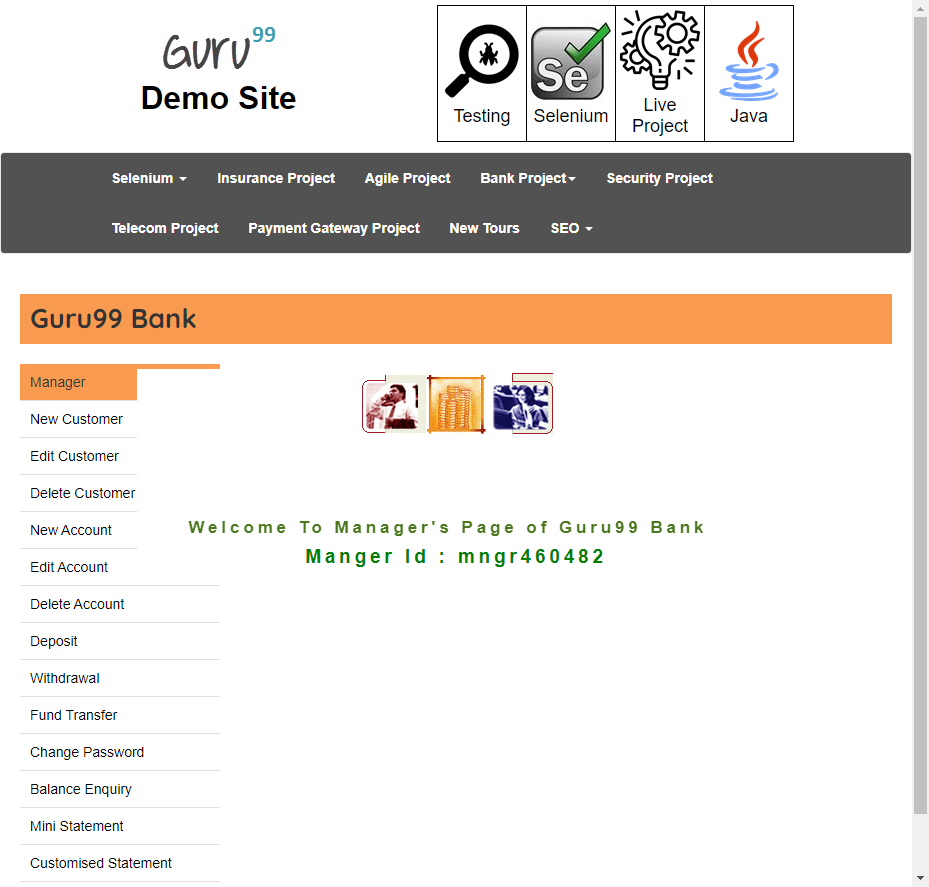 Guru99
Demo Site
Testing
Selenium
Live
Project
Java
Se
Selenium
Insurance Project
Agile Project
Bank Project
Security Project
Telecom Project
Payment Gateway Project
New Tours
SEO
Guru99 Bank
Manager
New Customer
Edit Customer
Delete Customer
New Account
Edit Account
Delete Account
Deposit
Withdrawal
Fund Transfer
Change Password
Balance Enquiry
Mini Statement
Customised Statement
Welcome To Manager's Page of Guru99 Bank
Manger Id : mngr460482